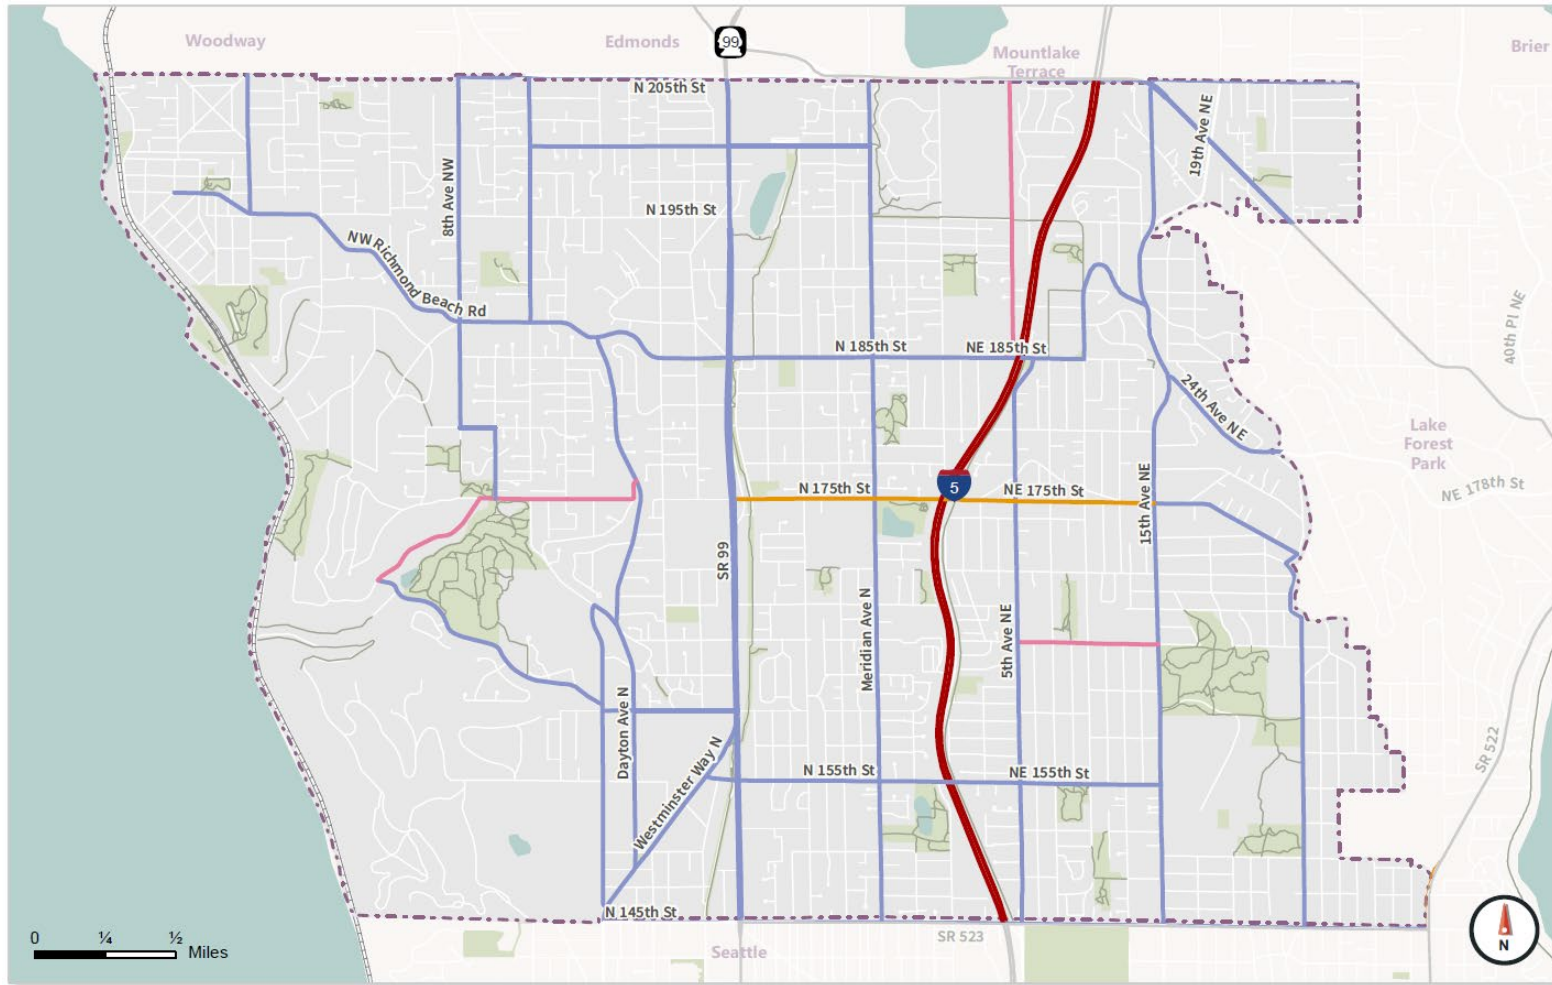 Woodway
Edmonds
99
Mountlake
Terrace
Brier
N 205th St
19th Ave NE
8th Ave NW
N 195th St
NW Richmond Beach Rd
40th Pl NE
N 185th St
NE 185th St
24th Ave NE
Lake
Forest
Park
N 175th St
5
NE 175th St
NE 178th St
15th Ave NE
SR 99
Meridian Ave N
5th Ave NE
Dayton Ave N
Westminster Way N
SR 522
N 155th St
NE 155th St
N 145th St
SR 523
Seattle
0 ¼ ½
Miles
N